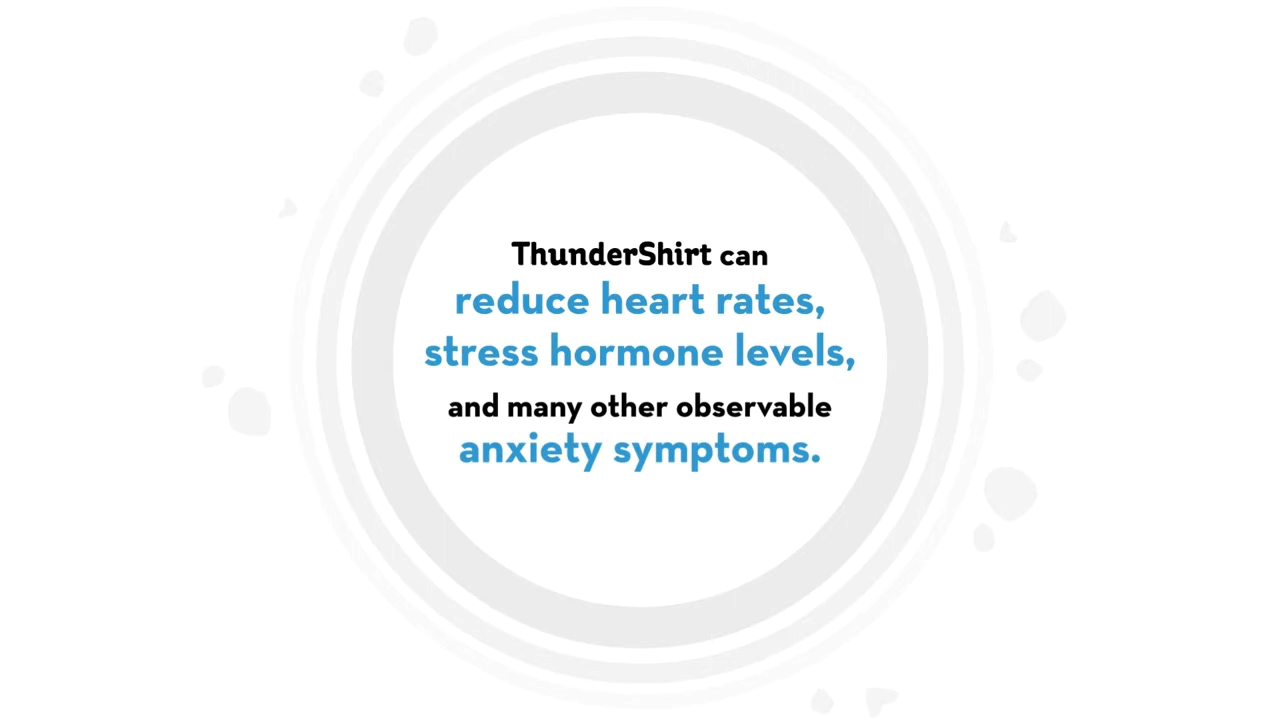 ThunderShirt can
reduce heart rates,
stress hormone levels,
and many other observable
anxiety symptoms.